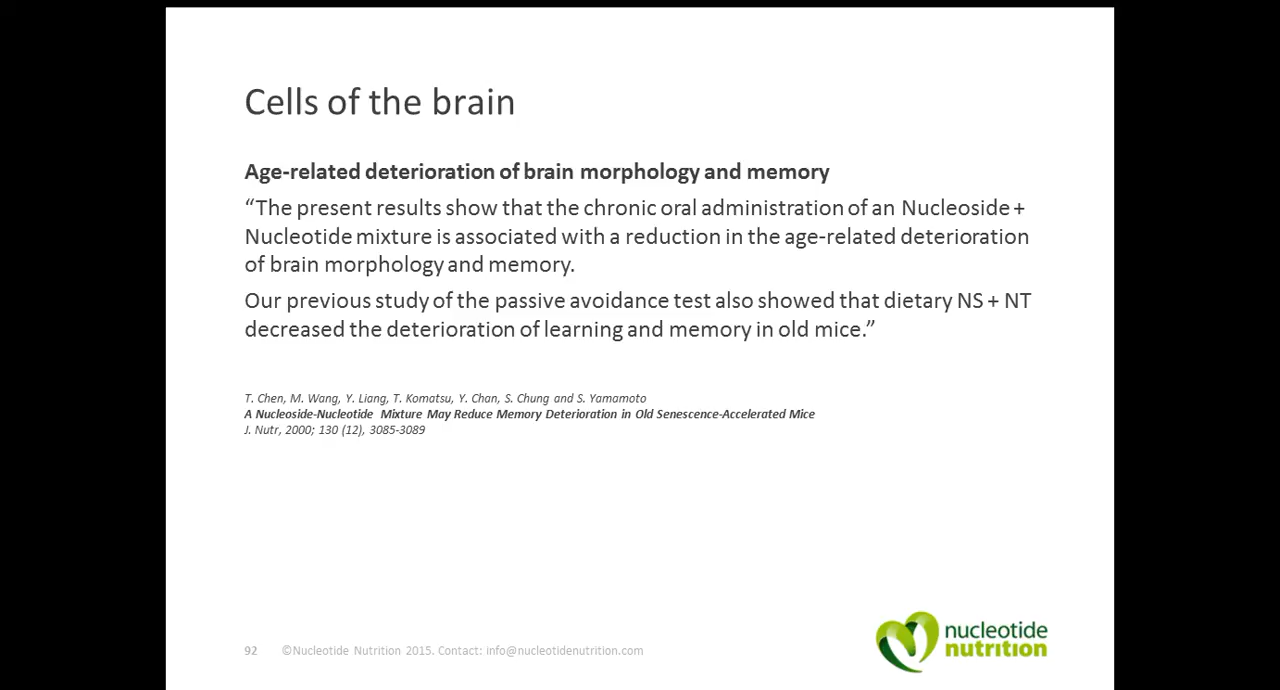 Cells of the brain
Age-related deterioration of brain morphology and memory
“The present results show that the chronic oral administration of an Nucleoside +
Nucleotide mixture is associated with a reduction in the age-related deterioration
of brain morphology and memory.
Our previous study of the passive avoidance test also showed that dietary NS + NT
decreased the deterioration of learning and memory in old mice.”
T. Chen, M. Wang, Y. Liang, T. Komatsu, Y. Chan, S. Chung and S. Yamamoto
A Nucleoside-Nucleotide Mixture May Reduce Memory Deterioration in Old Senescence-Accelerated Mice
J. Nutr, 2000; 130 (12), 3085-3089
92 ©Nucleotide Nutrition 2015. Contact: info@nucleotidenutrition.com
nucleotide
nutrition